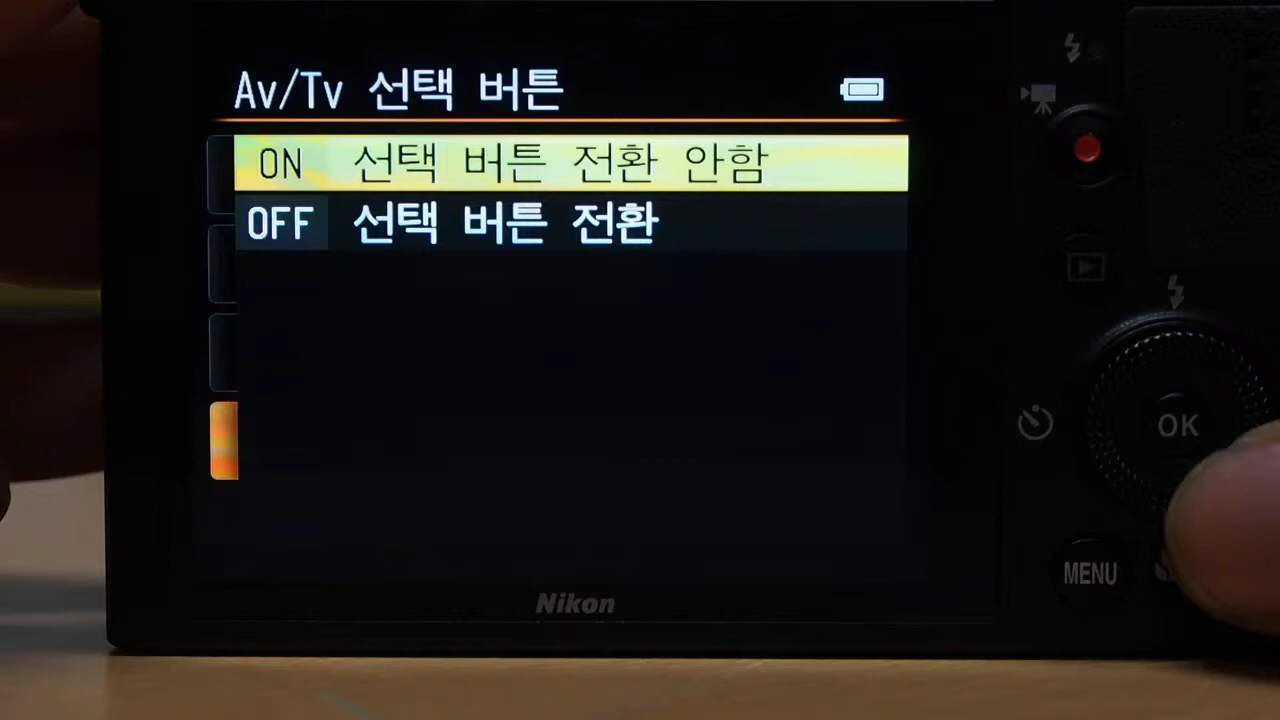 Av/Tv 선택 버튼
ON 선택 버튼 전환 안함
OFF 선택 버튼 전환
OK
MENU
Nikon